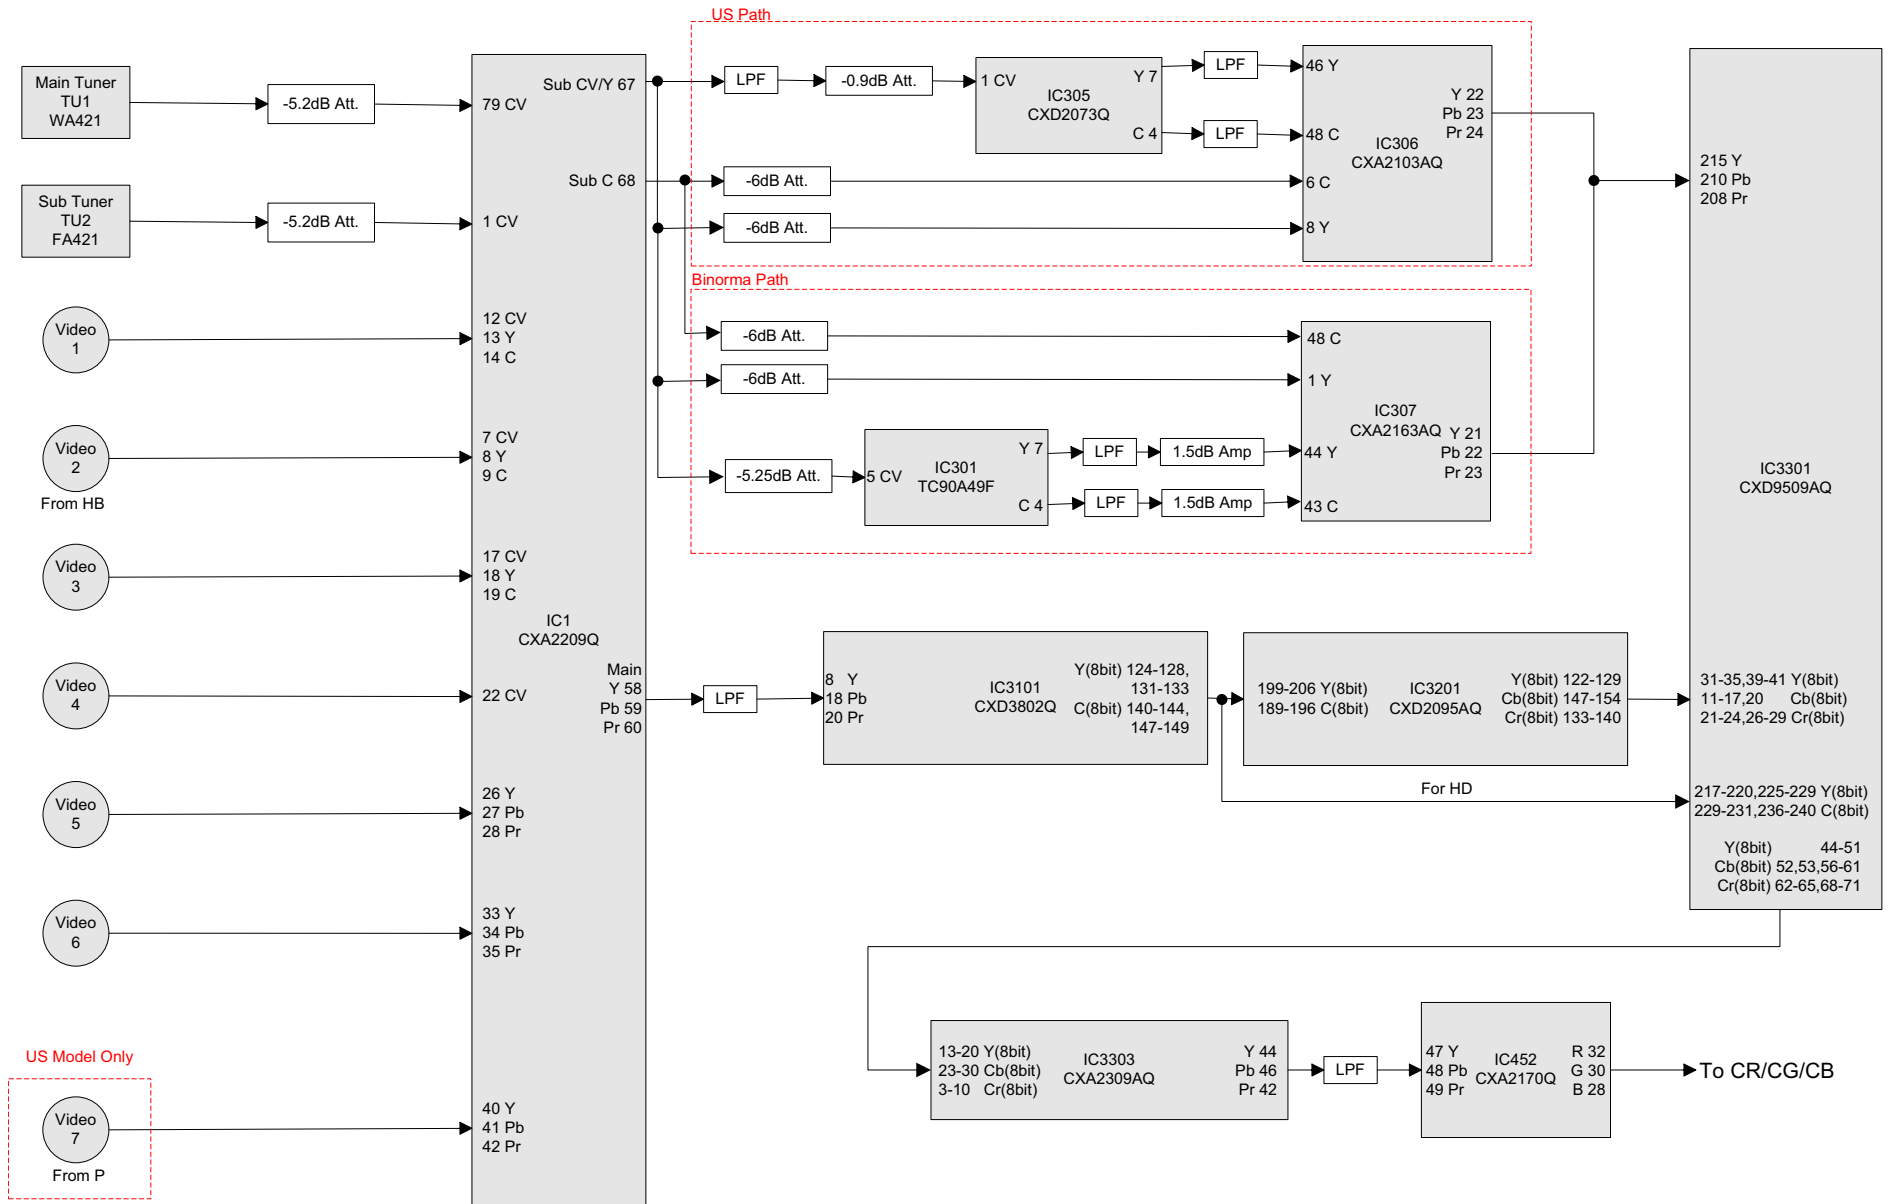 US Path
Main Tuner
TU1
WA421
-5.2dB Att.
79 CV
Sub Tuner
TU2
FA421
-5.2dB Att.
1 CV
Video
1
12 CV
13 Y
14 C
Video
2
From HB
7 CV
8 Y
9 C
Video
3
17 CV
18 Y
19 C
Video
4
22 CV
Video
5
26 Y
27 Pb
28 Pr
Video
6
33 Y
34 Pb
35 Pr
US Model Only
Video
7
From P
40 Y
41 Pb
42 Pr
IC1
CXA2209Q
Sub CV/Y 67
Sub C 68
Main
Y 58
Pb 59
Pr 60
LPF
-0.9dB Att.
1 CV
IC305
CXD2073Q
Y 7
C 4
LPF
LPF
-6dB Att.
-6dB Att.
46 Y
48 C
6 C
8 Y
IC306
CXA2103AQ
Y 22
Pb 23
Pr 24
Binorma Path
-6dB Att.
-6dB Att.
-5.25dB Att.
5 CV
IC301
TC90A49F
Y 7
C 4
LPF
1.5dB Amp
LPF
1.5dB Amp
48 C
1 Y
44 Y
43 C
IC307
CXA2163AQ
Y 21
Pb 22
Pr 23
LPF
8 Y
18 Pb
20 Pr
IC3101
CXD3802Q
Y(8bit) 124-128,
131-133
C(8bit) 140-144,
147-149
199-206 Y(8bit)
189-196 C(8bit)
IC3201
CXD2095AQ
Y(8bit) 122-129
Cb(8bit) 147-154
Cr(8bit) 133-140
For HD
215 Y
210 Pb
208 Pr
IC3301
CXD9509AQ
31-35,39-41 Y(8bit)
11-17,20 Cb(8bit)
21-24,26-29 Cr(8bit)
217-220,225-229 Y(8bit)
229-231,236-240 C(8bit)
Y(8bit) 44-51
Cb(8bit) 52,53,56-61
Cr(8bit) 62-65,68-71
13-20 Y(8bit)
23-30 Cb(8bit)
3-10 Cr(8bit)
IC3303
CXA2309AQ
Y 44
Pb 46
Pr 42
LPF
47 Y
48 Pb
49 Pr
IC452
CXA2170Q
R 32
G 30
B 28
To CR/CG/CB